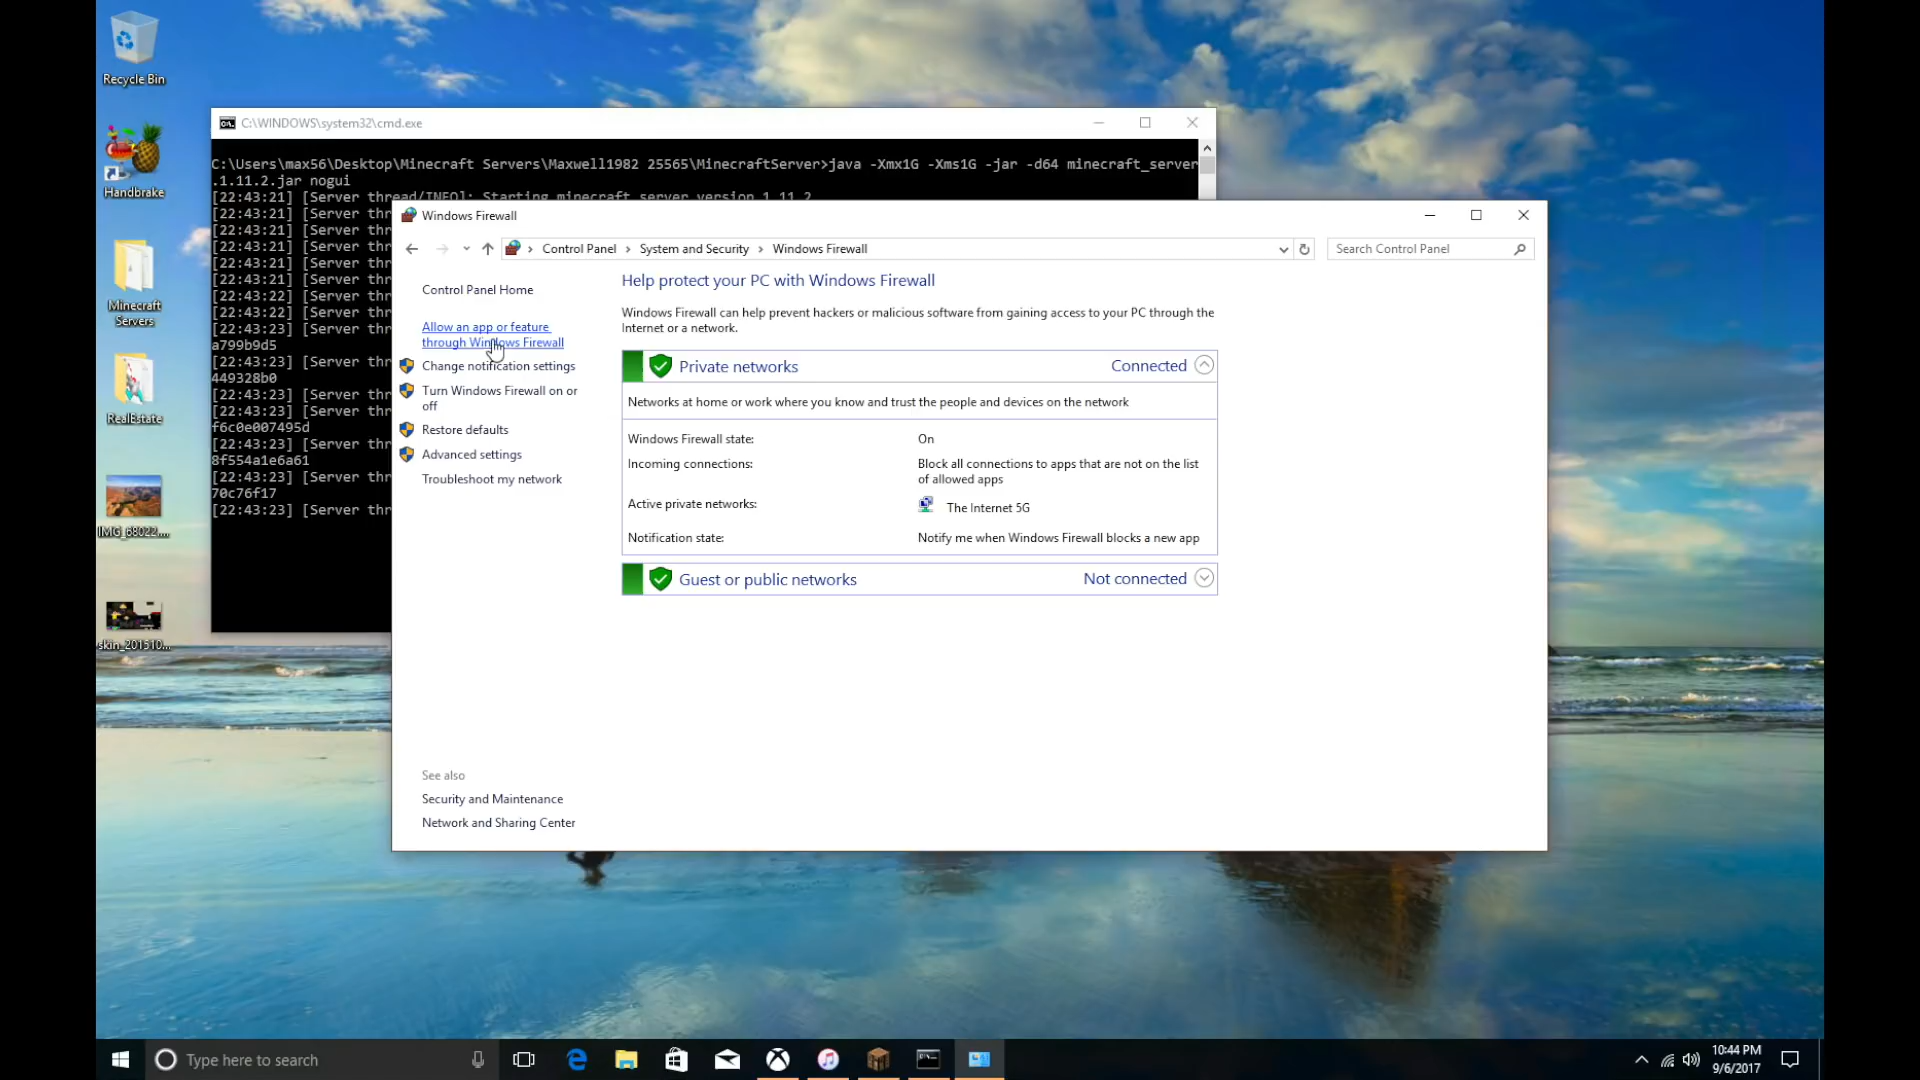 Recycle Bin
Handbrake
Minecraft
Servers
RealEstate
IMG_68022....
skin_201510...
C:\WINDOWS\system32\cmd.exe
C:\Users\max56\Desktop\Minecraft Servers\Maxwell1982 25565\MinecraftServer>java -Xmx1G -Xms1G -jar -d64 minecraft_server
.1.11.2.jar nogui
[22:43:21] [Server thread/INFO]: Starting minecraft server version 1.11.2
[22:43:21] [Server thr
[22:43:21] [Server thr
[22:43:21] [Server thr
[22:43:21] [Server thr
[22:43:21] [Server thr
[22:43:22] [Server thr
[22:43:22] [Server thr
[22:43:23] [Server thr
a799b9d5
[22:43:23] [Server thr
449328b0
[22:43:23] [Server thr
[22:43:23] [Server thr
f6c0e007495d
[22:43:23] [Server thr
8f554a1e6a61
[22:43:23] [Server thr
70c76f17
[22:43:23] [Server thr
Windows Firewall
Control Panel › System and Security › Windows Firewall
Search Control Panel
Control Panel Home
Allow an app or feature
through Windows Firewall
Change notification settings
Turn Windows Firewall on or
off
Restore defaults
Advanced settings
Troubleshoot my network
See also
Security and Maintenance
Network and Sharing Center
Help protect your PC with Windows Firewall
Windows Firewall can help prevent hackers or malicious software from gaining access to your PC through the
Internet or a network.
Private networks Connected
Networks at home or work where you know and trust the people and devices on the network
Windows Firewall state: On
Incoming connections: Block all connections to apps that are not on the list
of allowed apps
Active private networks: The Internet 5G
Notification state: Notify me when Windows Firewall blocks a new app
Guest or public networks Not connected
Type here to search
10:44 PM
9/6/2017